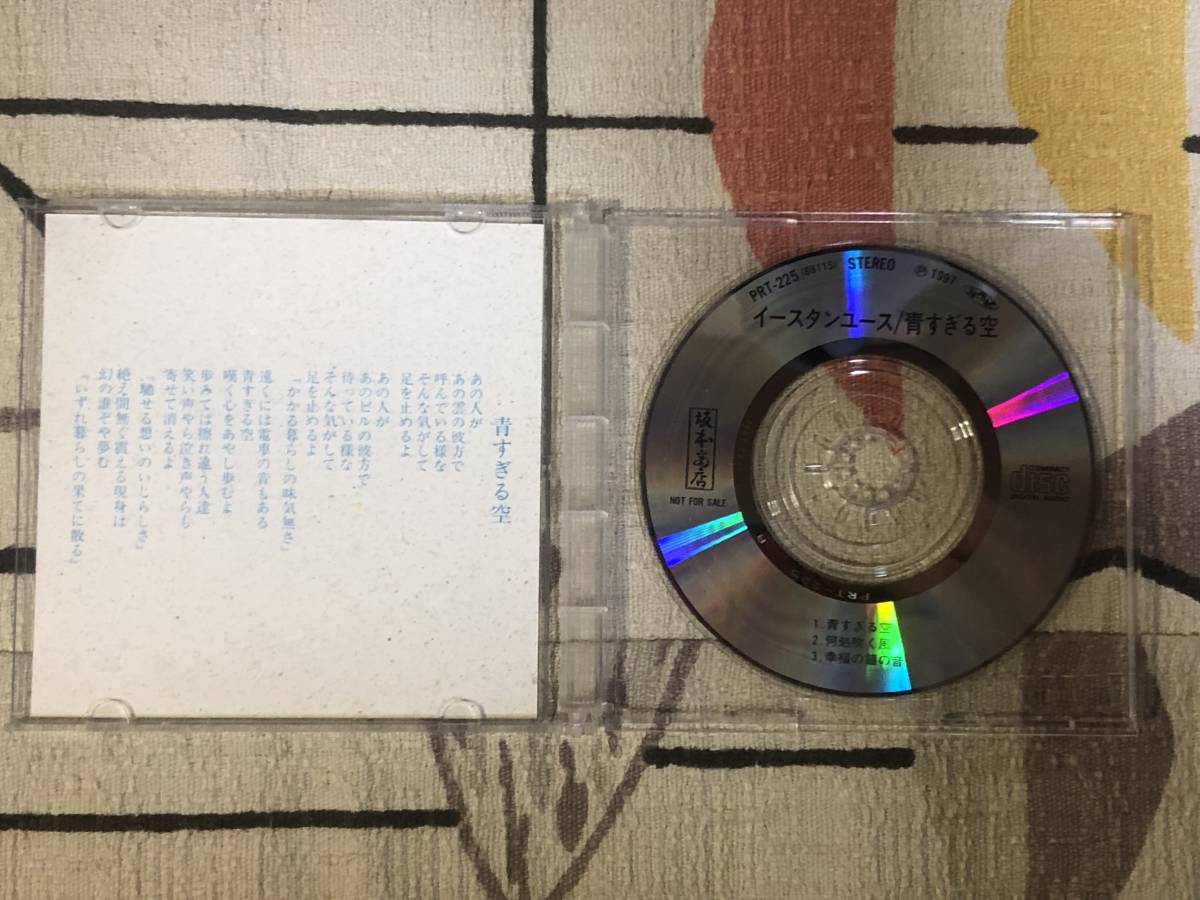 青すぎる空
あの人が
あの雲の彼方で
呼んでいる様な
そんな気がして
足を止めるよ
あの人が
あのビルの彼方で
待っている様な
そんな気がして
足を止めるよ
『かかる暮らしの味気無さ』
遠くには電車の音もある
青すぎる空
嘆く心をあやし歩むよ
歩みては擦れ違う人達
笑い声やら泣き声やらも
寄せて消えるよ
『馳せる想いのいじらしさ』
絶え間無く震える現身は
幻の誰ぞや夢む
『いずれ暮らしの果てに散る』
PRT-225 (68115) STEREO ℗ 1997
イースタンユース/青すぎる空
坂本商店
NOT FOR SALE
COMPACT
disc
DIGITAL AUDIO
PRT-225
1. 青すぎる空
2. 何処吹く風
3. 幸福の鐘の音